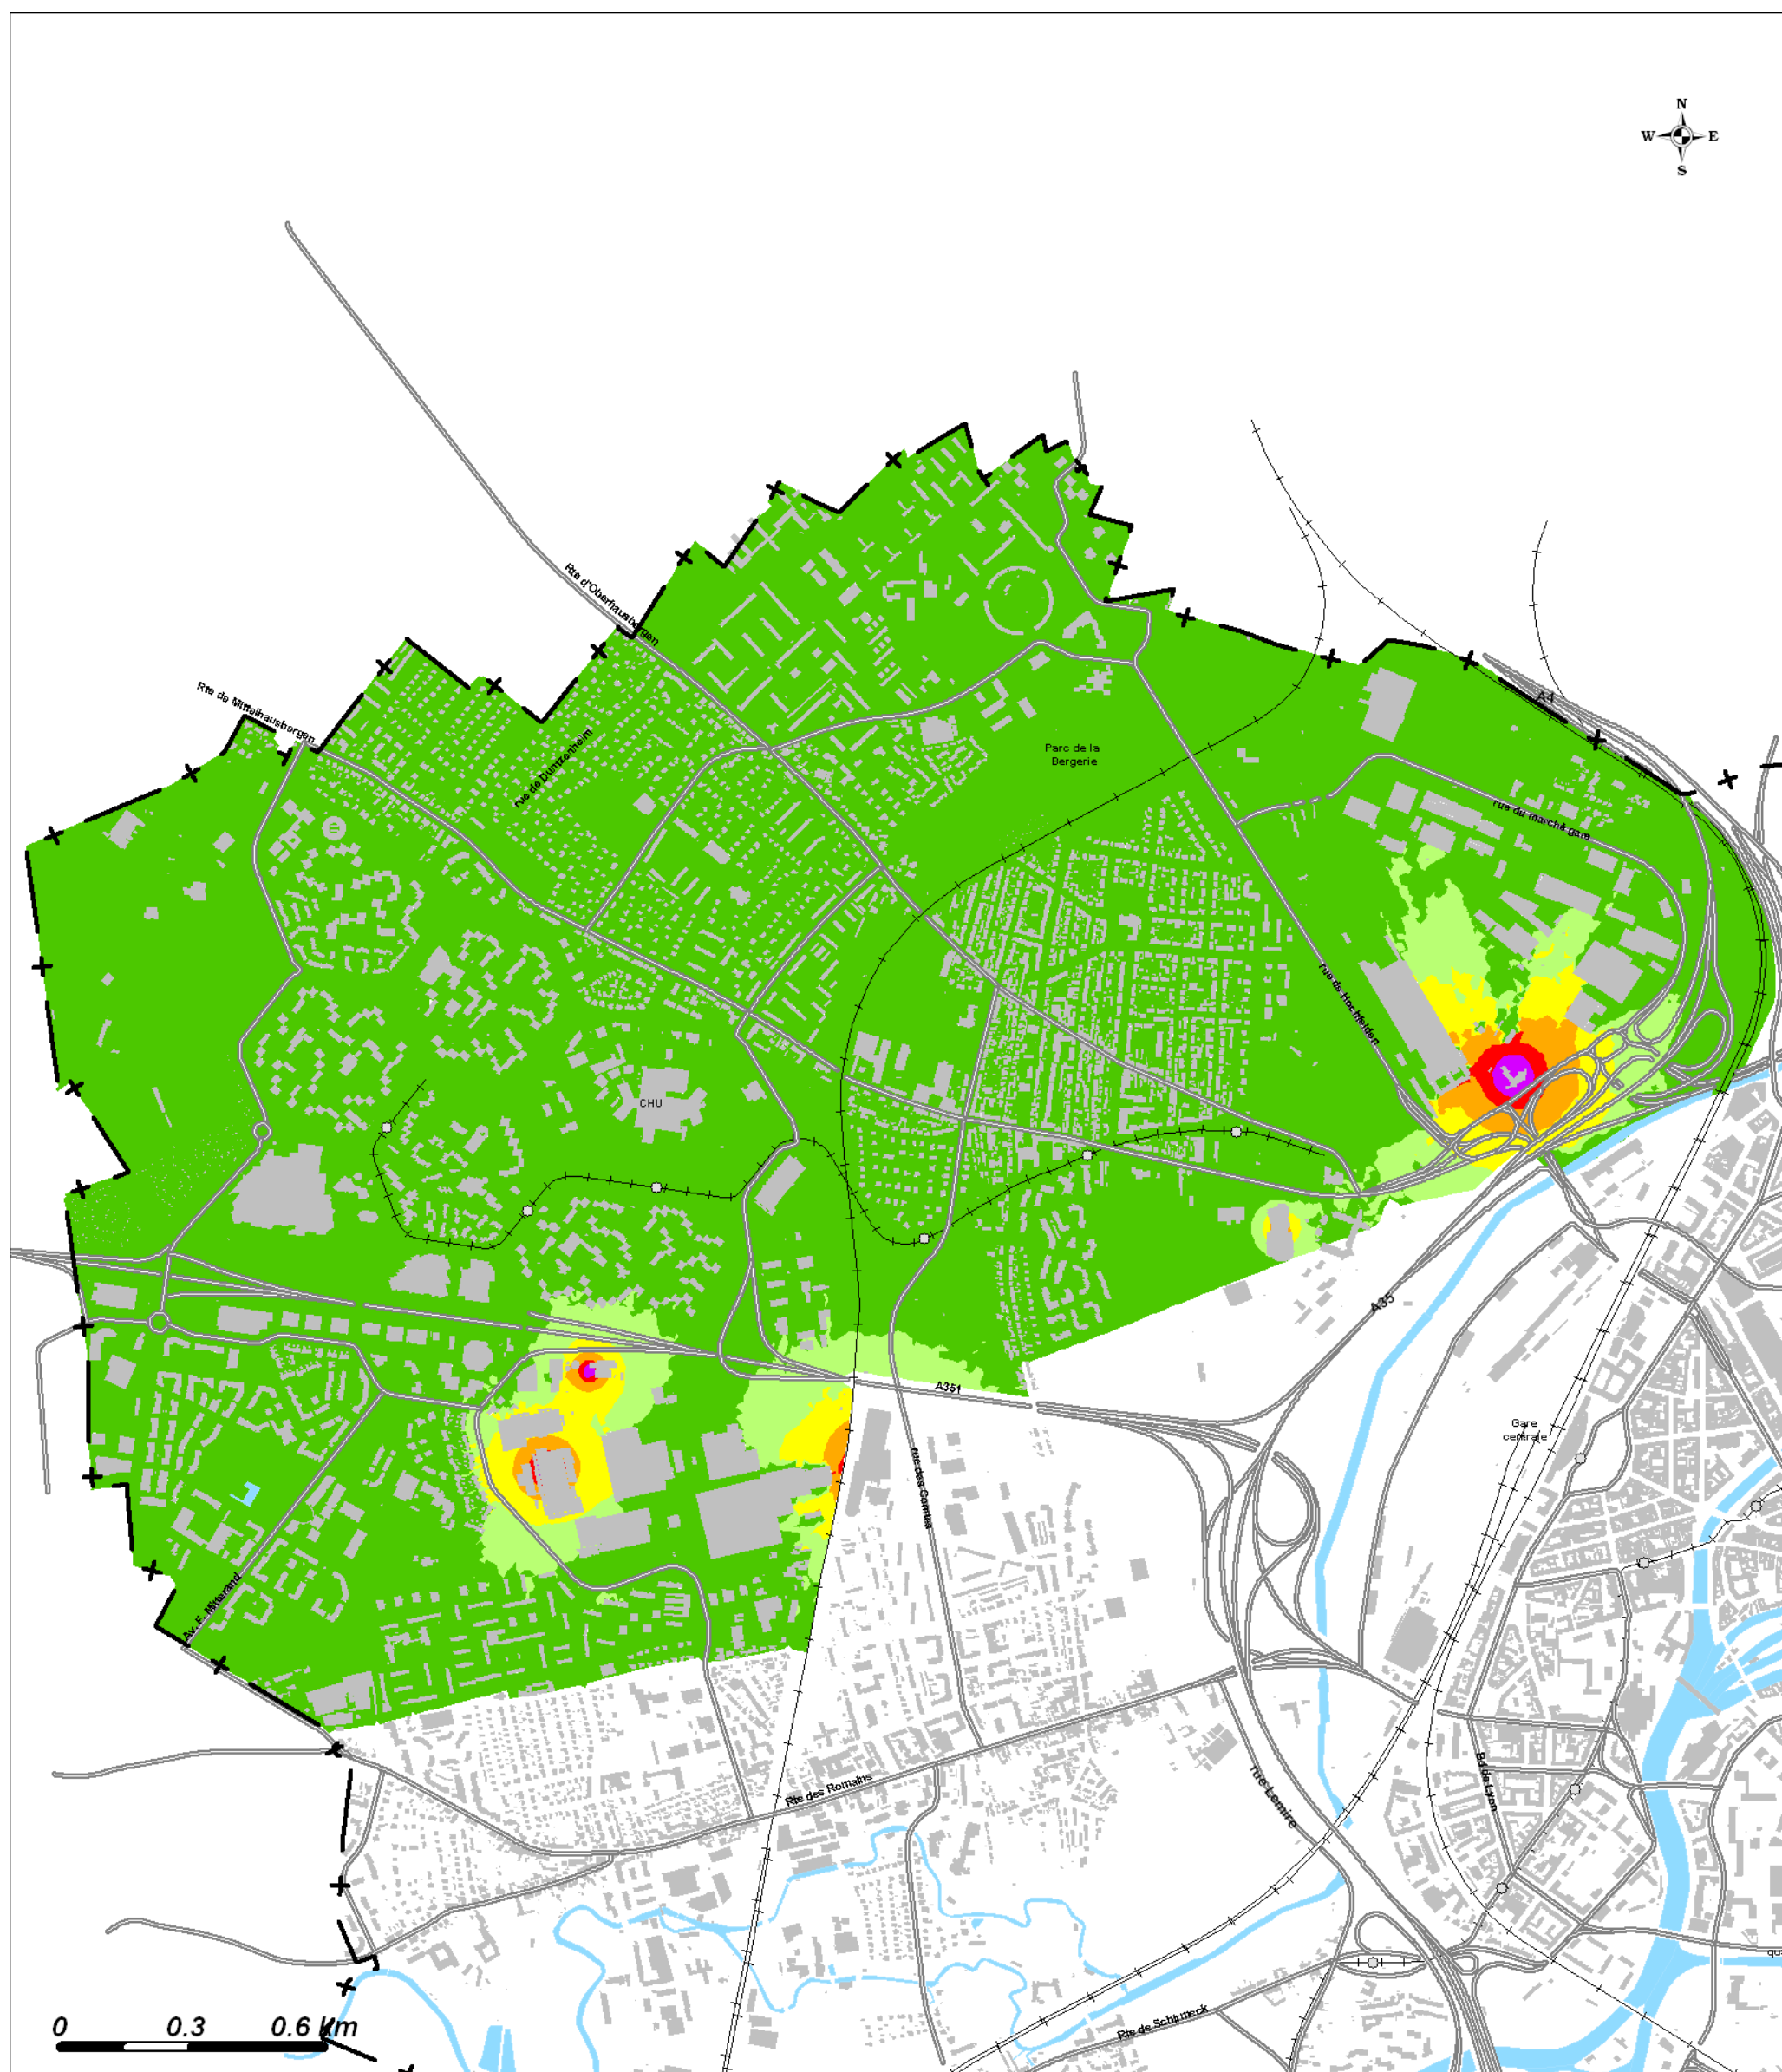 N
W E
S
Rte d'Oberhausbergen
Rte de Mittelhausbergen
A4
rue de Duntzenheim
Parc de la
Bergerie
rue du marché gare
rue de Hochfelden
CHU
A35
A351
Gare
centrale
rue des Comtes
Av. F. Mitterand
Rte des Romains
rue Lemire
Bd de Lyon
qu
Rte de Schirmeck
0 0.3 0.6 Km